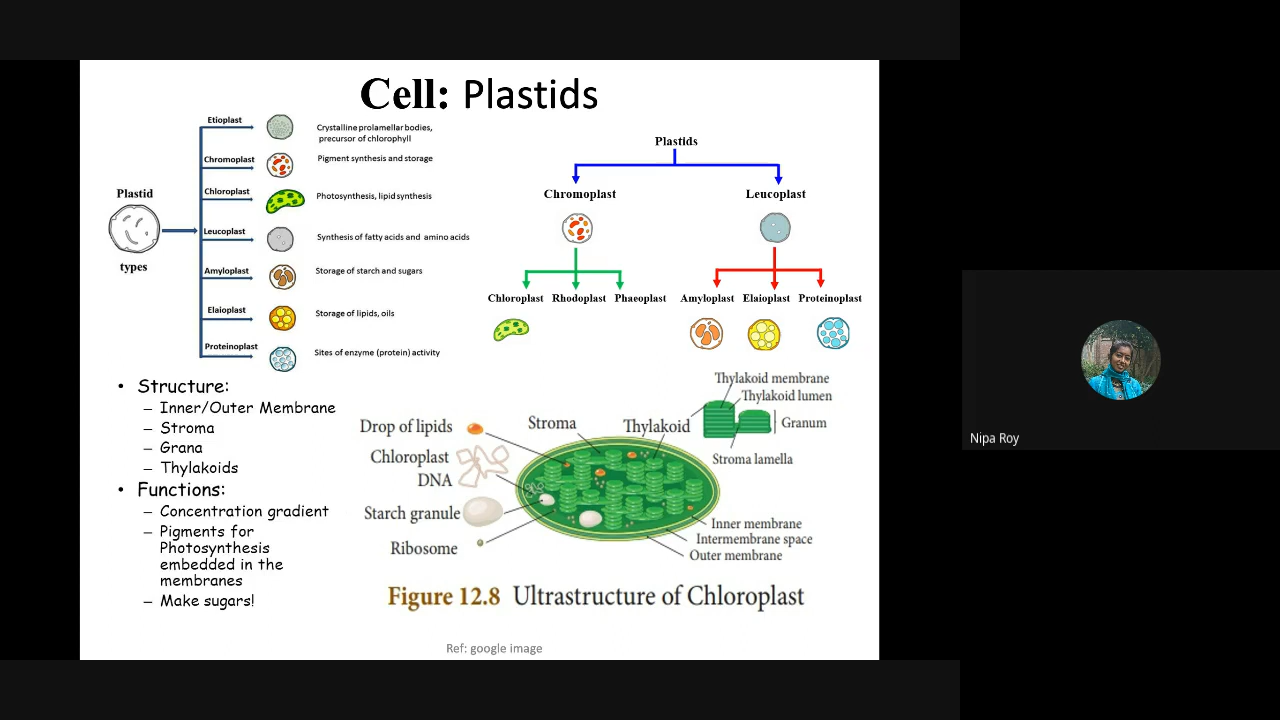 Cell: Plastids
Plastid
types
Etioplast
Crystalline prolamellar bodies,
precursor of chlorophyll
Chromoplast
Pigment synthesis and storage
Chloroplast
Photosynthesis, lipid synthesis
Leucoplast
Synthesis of fatty acids and amino acids
Amyloplast
Storage of starch and sugars
Elaioplast
Storage of lipids, oils
Proteinoplast
Sites of enzyme (protein) activity
Plastids
Chromoplast
Leucoplast
Chloroplast Rhodoplast Phaeoplast
Amyloplast Elaioplast Proteinoplast
• Structure:
– Inner/Outer Membrane
– Stroma
– Grana
– Thylakoids
• Functions:
– Concentration gradient
– Pigments for
Photosynthesis
embedded in the
membranes
– Make sugars!
Drop of lipids
Chloroplast
DNA
Starch granule
Ribosome
Stroma
Thylakoid
Thylakoid membrane
Thylakoid lumen
Granum
Stroma lamella
Inner membrane
Intermembrane space
Outer membrane
Figure 12.8 Ultrastructure of Chloroplast
Ref: google image
Nipa Roy